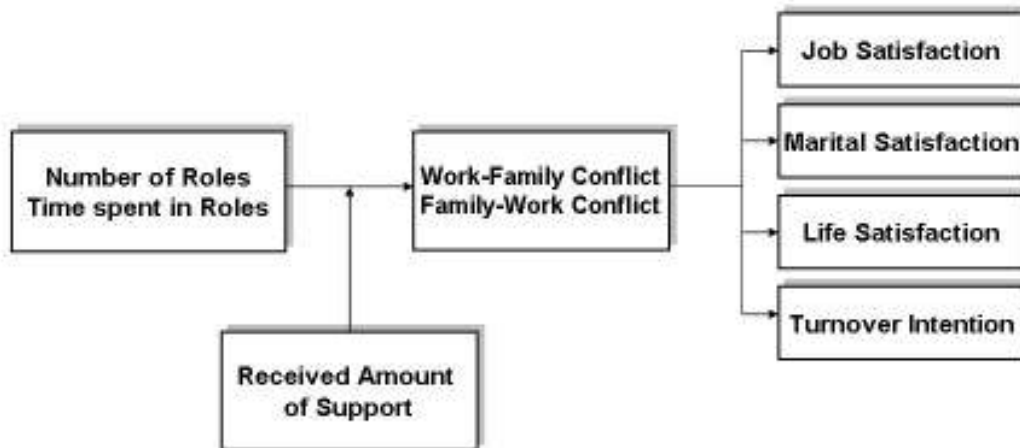 Number of Roles
Time spent in Roles
Work-Family Conflict
Family-Work Conflict
Received Amount
of Support
Job Satisfaction
Marital Satisfaction
Life Satisfaction
Turnover Intention